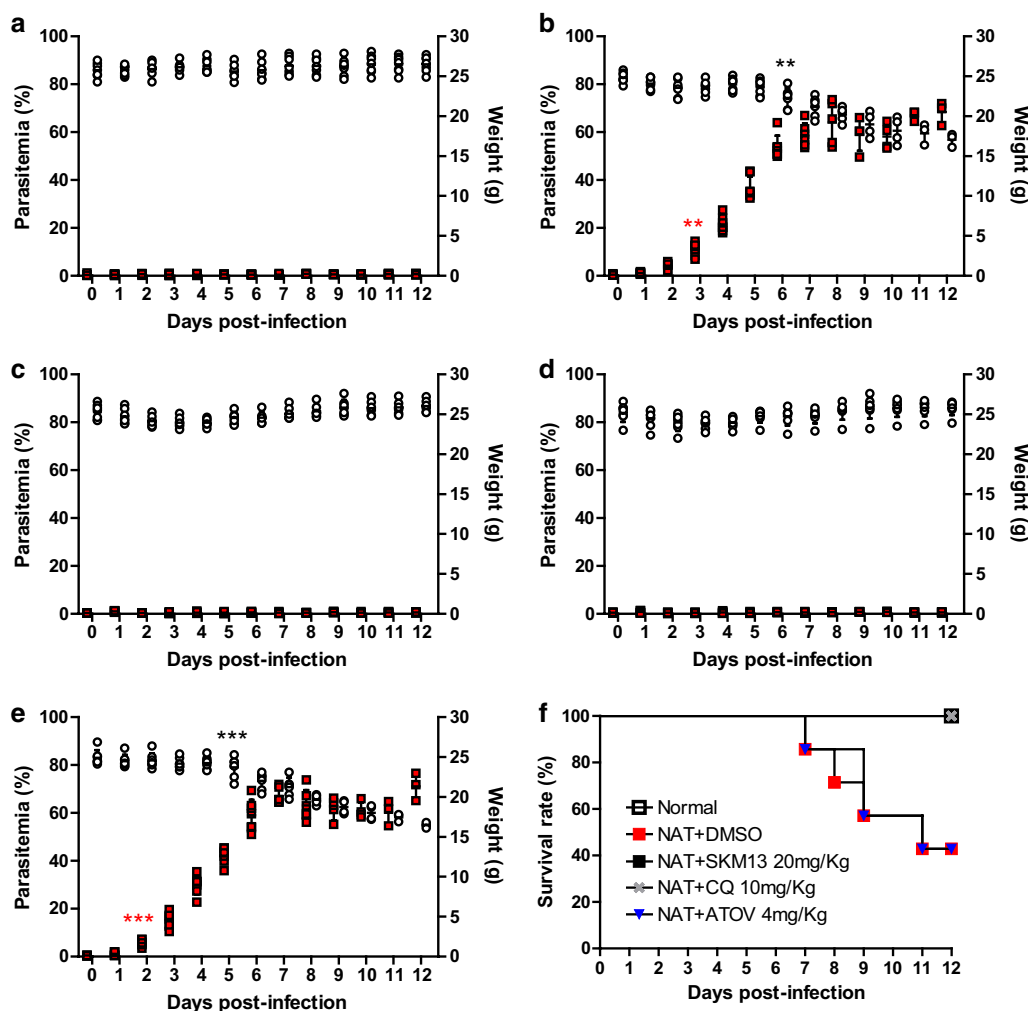 a
Parasitemia (%)
100
80
60
40
20
0
30
25
20
15
10
5
0
Weight (g)
0 1 2 3 4 5 6 7 8 9 10 11 12
Days post-infection
b
Parasitemia (%)
100
80
60
40
20
0
**
**
30
25
20
15
10
5
0
Weight (g)
0 1 2 3 4 5 6 7 8 9 10 11 12
Days post-infection
c
Parasitemia (%)
100
80
60
40
20
0
30
25
20
15
10
5
0
Weight (g)
0 1 2 3 4 5 6 7 8 9 10 11 12
Days post-infection
d
Parasitemia (%)
100
80
60
40
20
0
30
25
20
15
10
5
0
Weight (g)
0 1 2 3 4 5 6 7 8 9 10 11 12
Days post-infection
e
Parasitemia (%)
100
80
60
40
20
0
***
***
30
25
20
15
10
5
0
Weight (g)
0 1 2 3 4 5 6 7 8 9 10 11 12
Days post-infection
f
Survival rate (%)
100
80
60
40
20
0
Normal
NAT+DMSO
NAT+SKM13 20mg/Kg
NAT+CQ 10mg/Kg
NAT+ATOV 4mg/Kg
0 1 2 3 4 5 6 7 8 9 10 11 12
Days post-infection